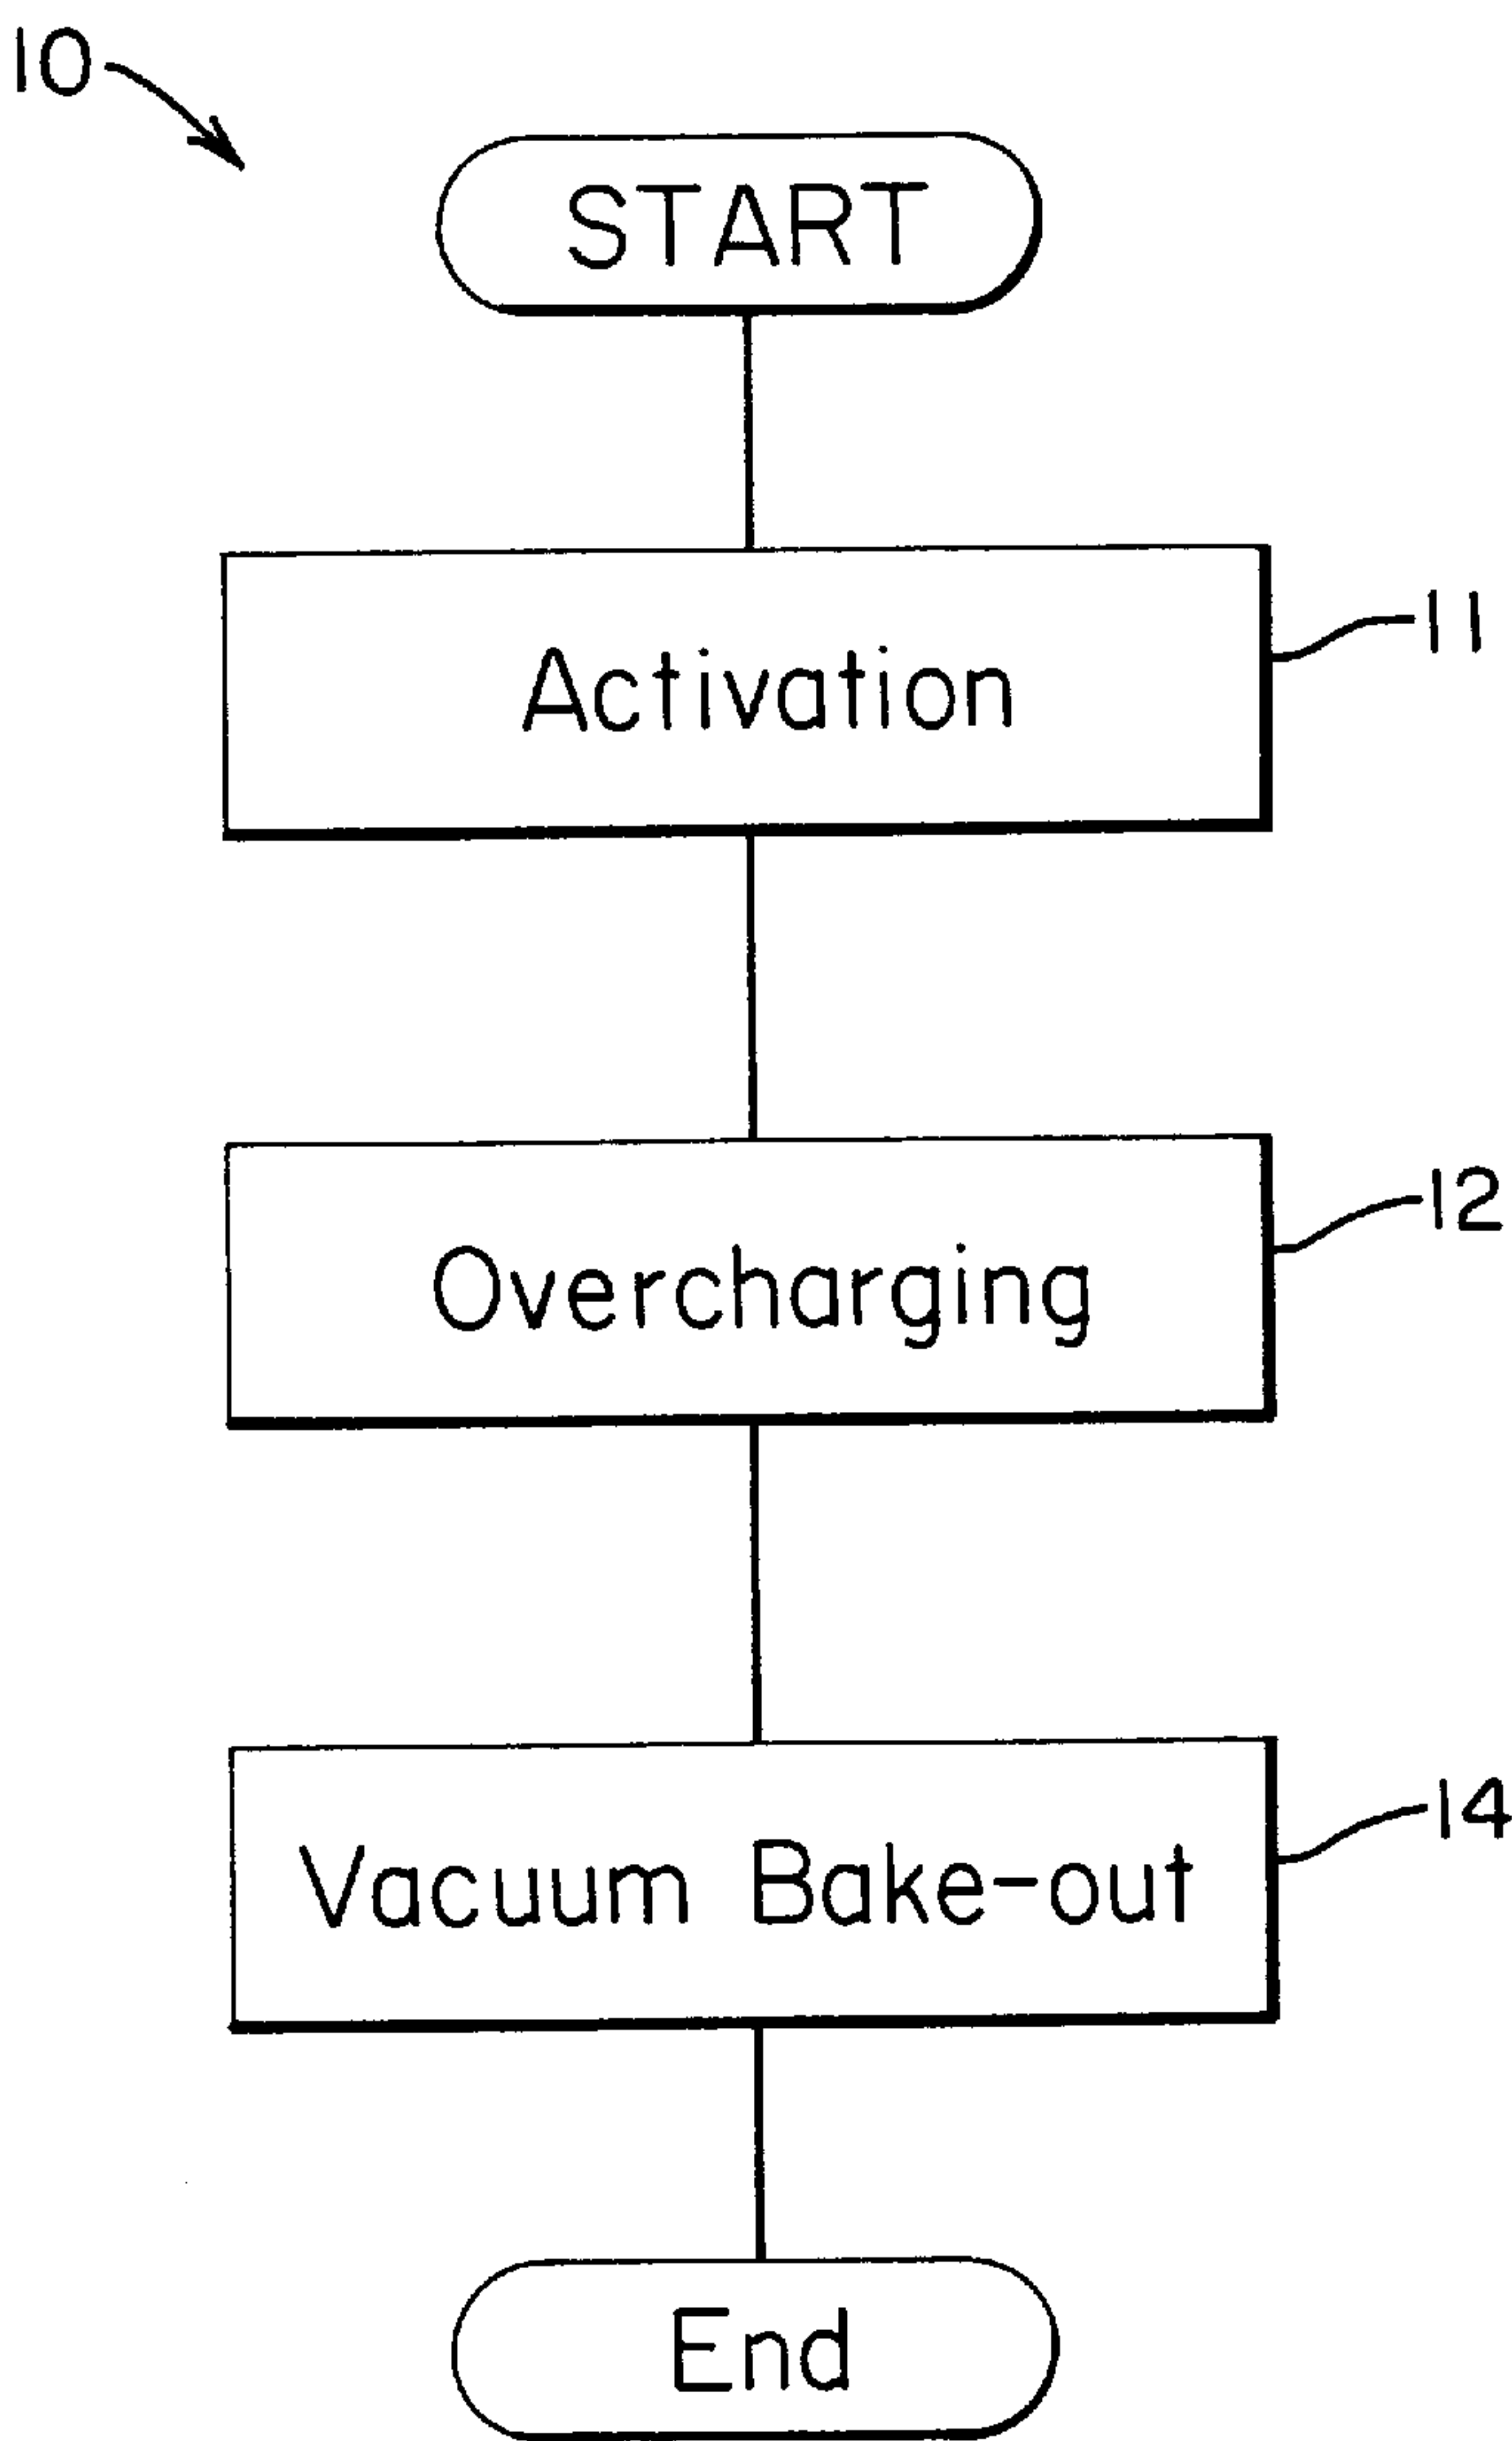 10
START
Activation
11
Overcharging
12
Vacuum Bake-out
14
End